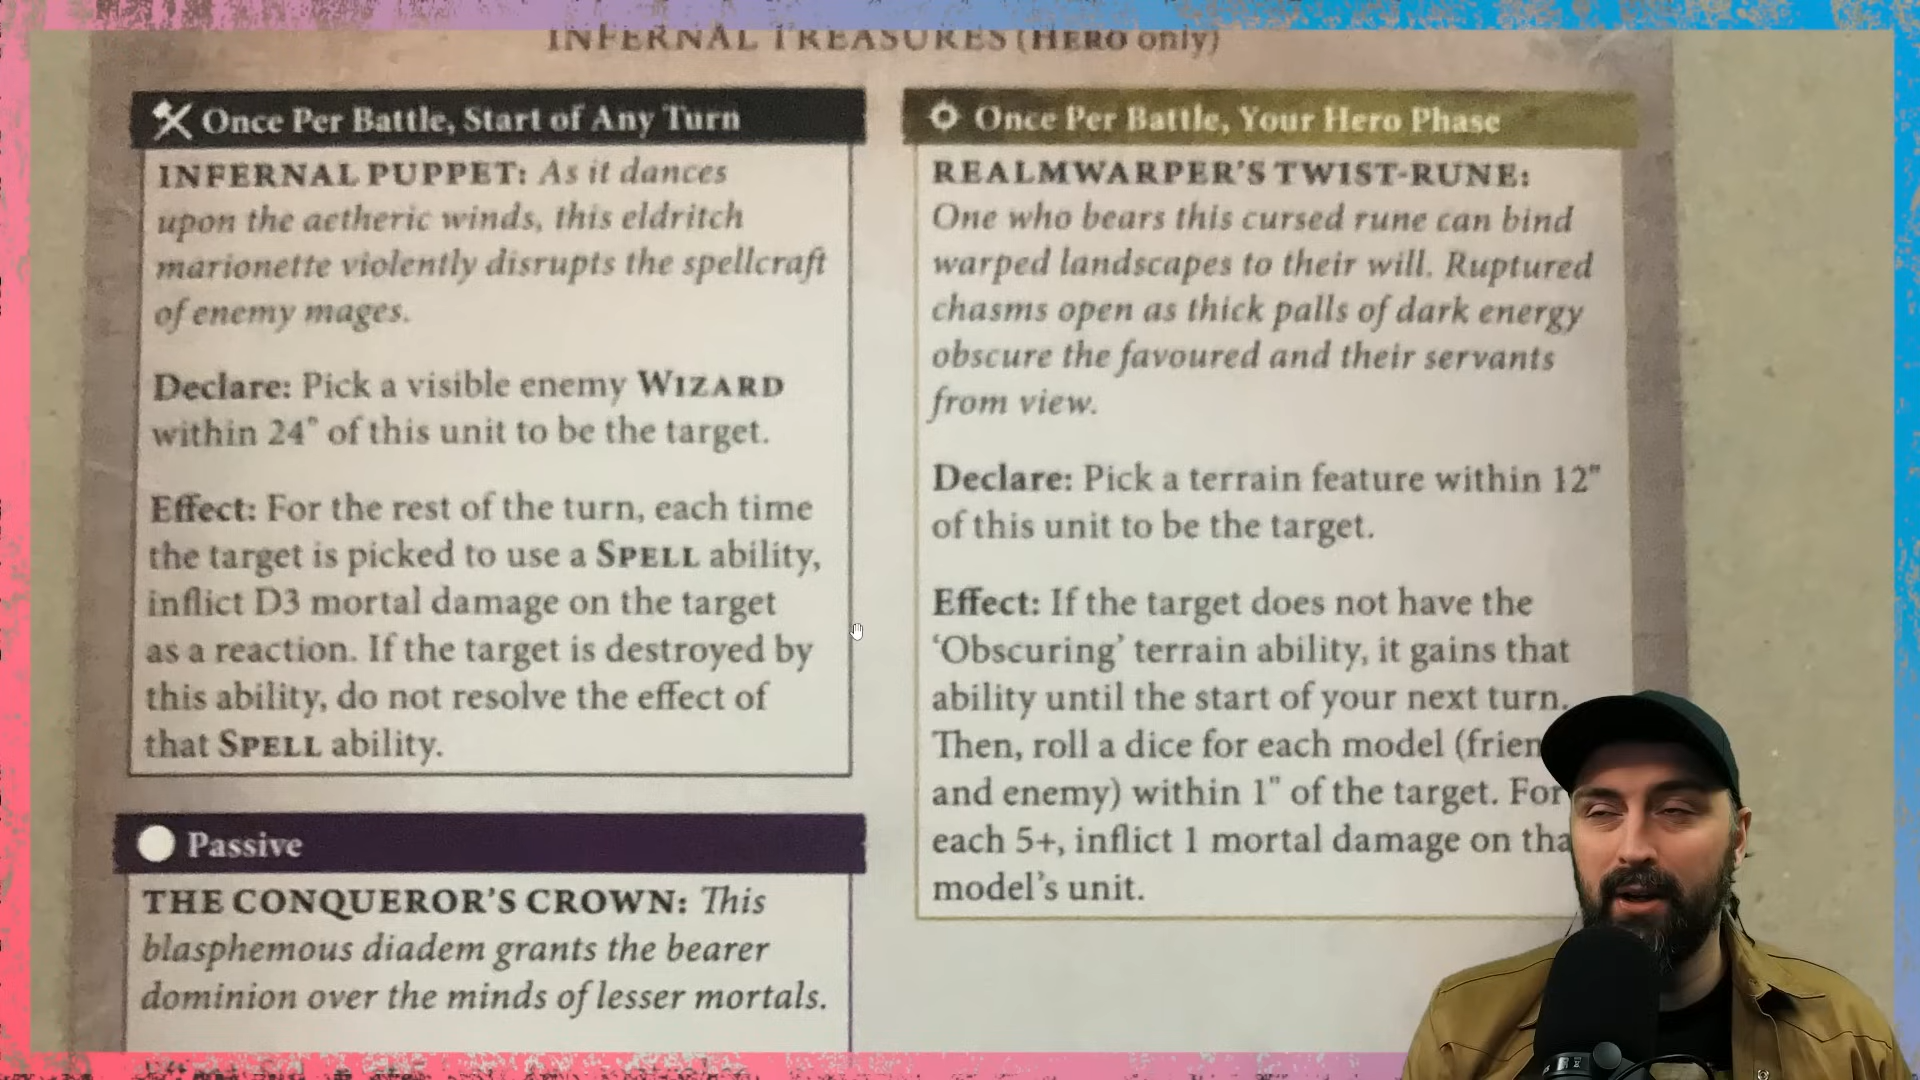 INFERNAL TREASURES (HERO only)
Once Per Battle, Start of Any Turn
INFERNAL PUPPET: As it dances
upon the aetheric winds, this eldritch
marionette violently disrupts the spellcraft
of enemy mages.
Declare: Pick a visible enemy WIZARD
within 24" of this unit to be the target.
Effect: For the rest of the turn, each time
the target is picked to use a SPELL ability,
inflict D3 mortal damage on the target
as a reaction. If the target is destroyed by
this ability, do not resolve the effect of
that SPELL ability.
Passive
THE CONQUEROR'S CROWN: This
blasphemous diadem grants the bearer
dominion over the minds of lesser mortals.
Once Per Battle, Your Hero Phase
REALMWARPER'S TWIST-RUNE:
One who bears this cursed rune can bind
warped landscapes to their will. Ruptured
chasms open as thick palls of dark energy
obscure the favoured and their servants
from view.
Declare: Pick a terrain feature within 12"
of this unit to be the target.
Effect: If the target does not have the
‘Obscuring’ terrain ability, it gains that
ability until the start of your next turn.
Then, roll a dice for each model (frien
and enemy) within 1" of the target. For
each 5+, inflict 1 mortal damage on tha
model's unit.